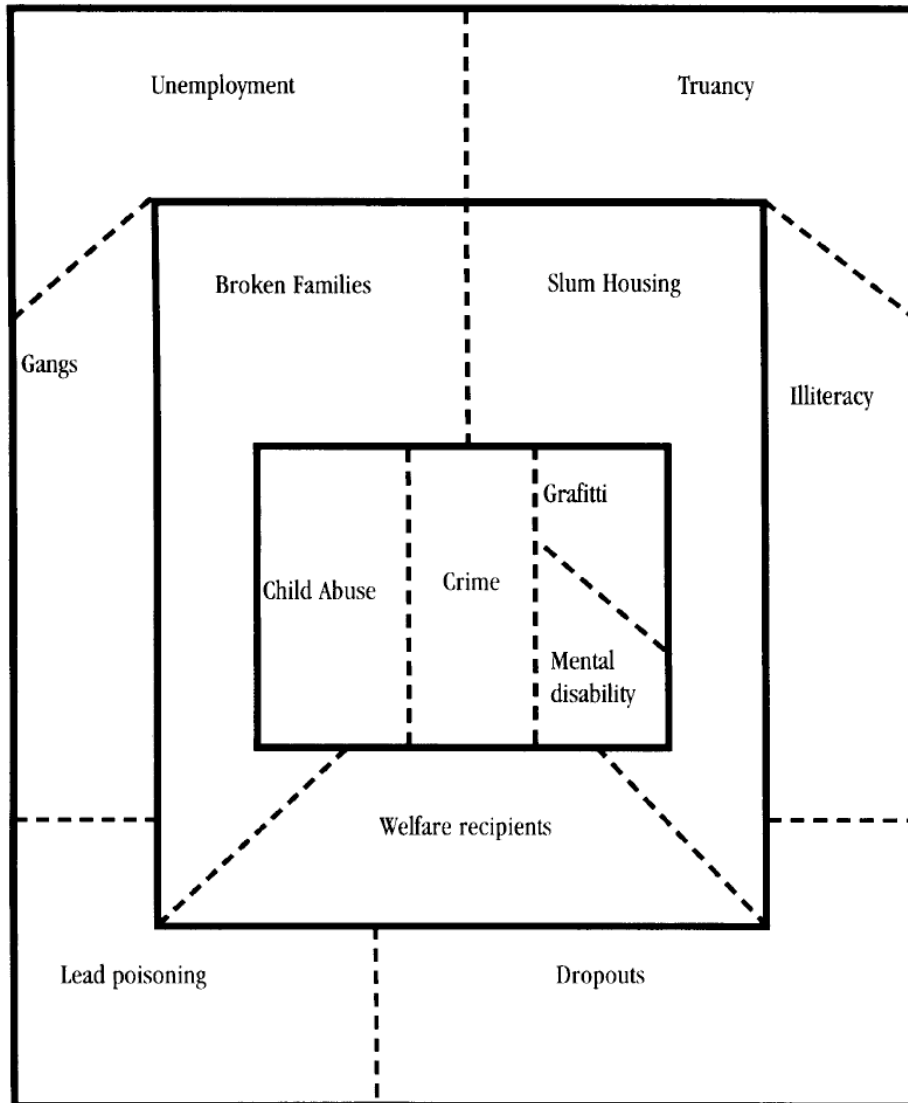 Unemployment
Truancy
Broken Families
Slum Housing
Gangs
Illiteracy
Grafitti
Child Abuse
Crime
Mental
disability
Welfare recipients
Lead poisoning
Dropouts